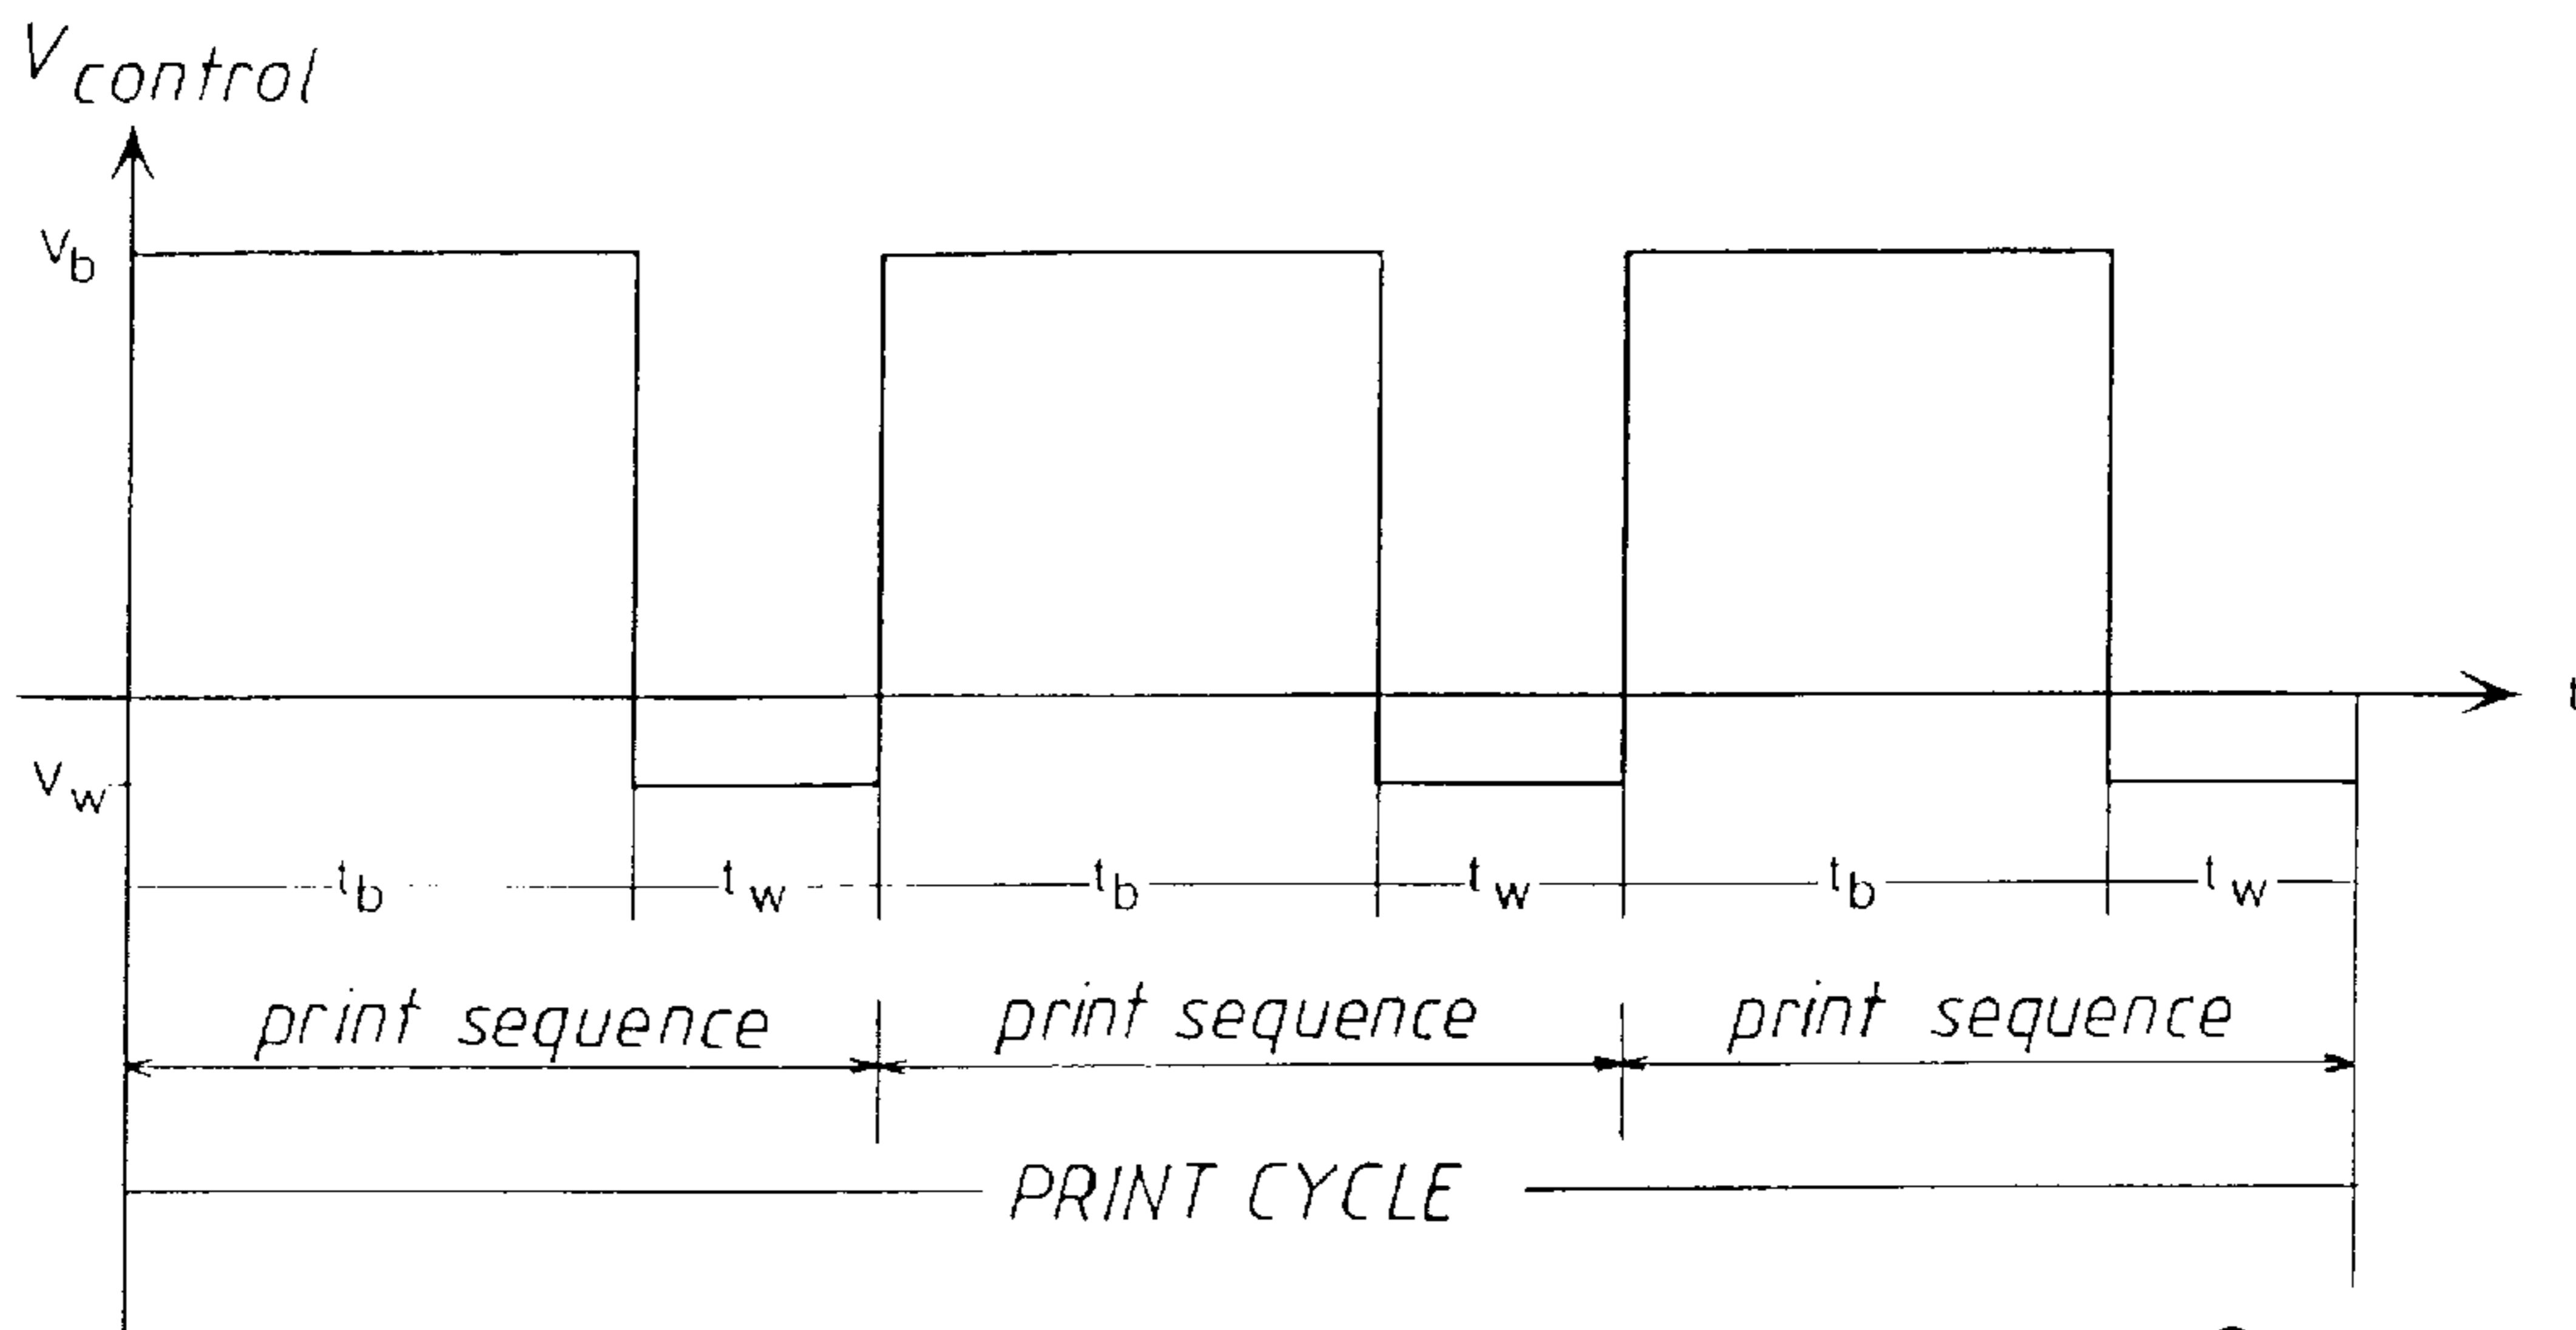 Vcontrol
Vb
t
Vw
tb tw tb tw tb tw
print sequence print sequence print sequence
PRINT CYCLE